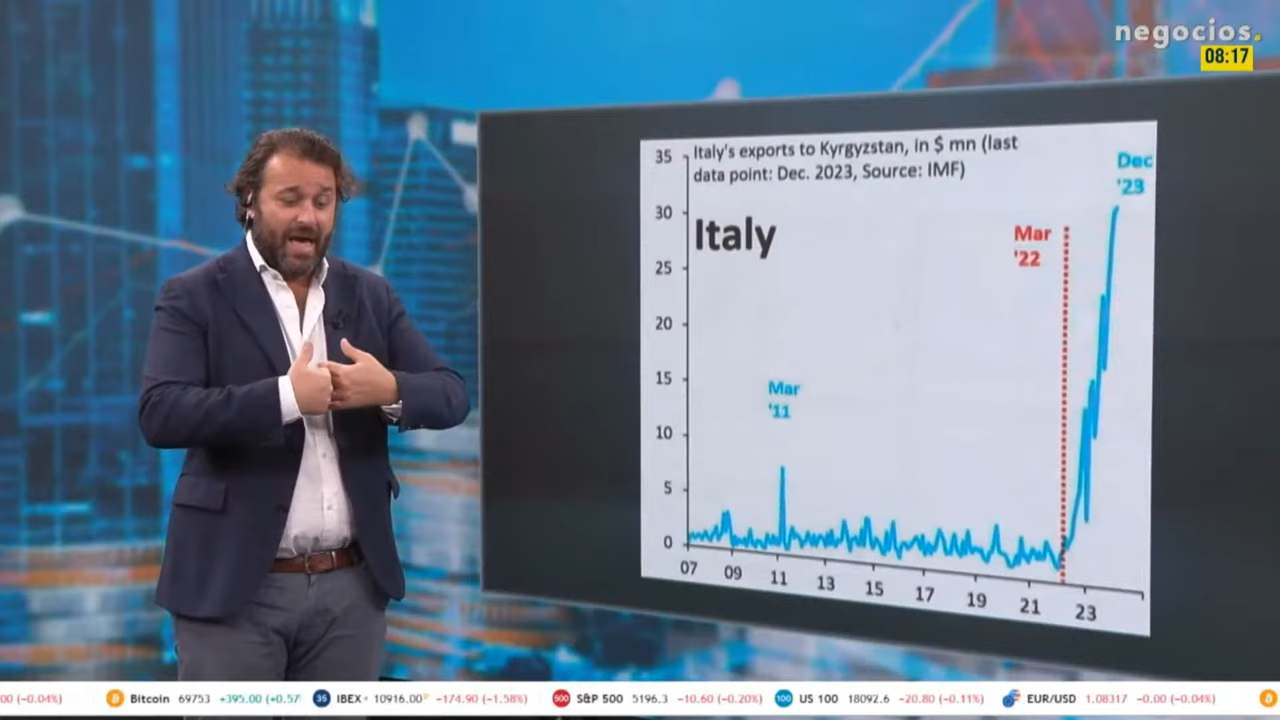 negocios.
08:17
Italy's exports to Kyrgyzstan, in $ mn (last
data point: Dec. 2023, Source: IMF)
Italy
Dec
'23
Mar
'22
Mar
'11
35
30
25
20
15
10
5
0
07 09 11 13 15 17 19 21 23
00 (-0.04%) Bitcoin 69753 +395.00 (+0.57 35 IBEX 10916.00 -174.90 (-1.58%) 500 S&P 500 5196.3 -10.60 (-0.20%) 100 US 100 18092.6 -20.80 (-0.11%) EUR/USD 1.08317 -0.00 (-0.04%)